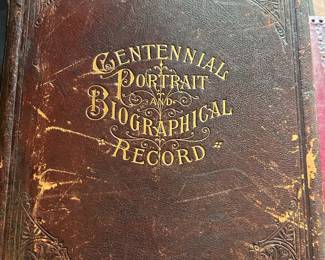 CENTENNIAL
PORTRAIT
AND
BIOGRAPHICAL
RECORD